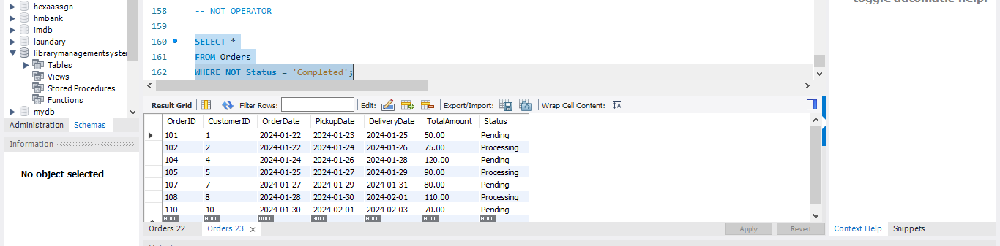 hexaassgn
hmbank
imdb
laundary
librarymanagementsyste
Tables
Views
Stored Procedures
Functions
mydb
Administration Schemas
Information
No object selected
158 -- NOT OPERATOR
159
160 SELECT *
161 FROM Orders
162 WHERE NOT Status = 'Completed';
Result Grid Filter Rows: Edit: Export/Import: Wrap Cell Content:
OrderID CustomerID OrderDate PickupDate DeliveryDate TotalAmount Status
101 1 2024-01-22 2024-01-23 2024-01-25 50.00 Pending
102 2 2024-01-22 2024-01-24 2024-01-26 75.00 Processing
104 4 2024-01-24 2024-01-26 2024-01-28 120.00 Pending
105 5 2024-01-25 2024-01-27 2024-01-29 90.00 Processing
107 7 2024-01-27 2024-01-29 2024-01-31 80.00 Pending
108 8 2024-01-28 2024-01-30 2024-02-01 110.00 Processing
110 10 2024-01-30 2024-02-01 2024-02-03 70.00 Pending
NULL NULL NULL NULL NULL NULL NULL
Orders 22 Orders 23 Apply Revert
toggle automatic help.
Context Help Snippets